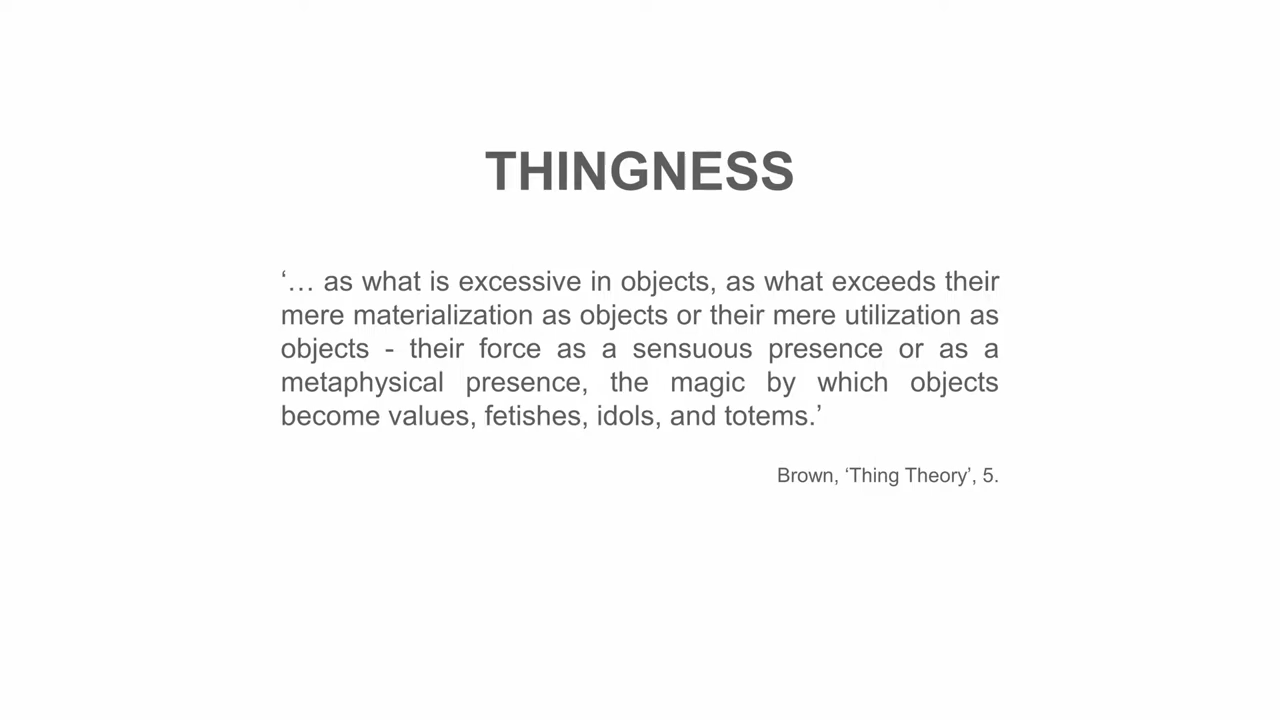 THINGNESS
‘… as what is excessive in objects, as what exceeds their
mere materialization as objects or their mere utilization as
objects - their force as a sensuous presence or as a
metaphysical presence, the magic by which objects
become values, fetishes, idols, and totems.’
Brown, ‘Thing Theory’, 5.